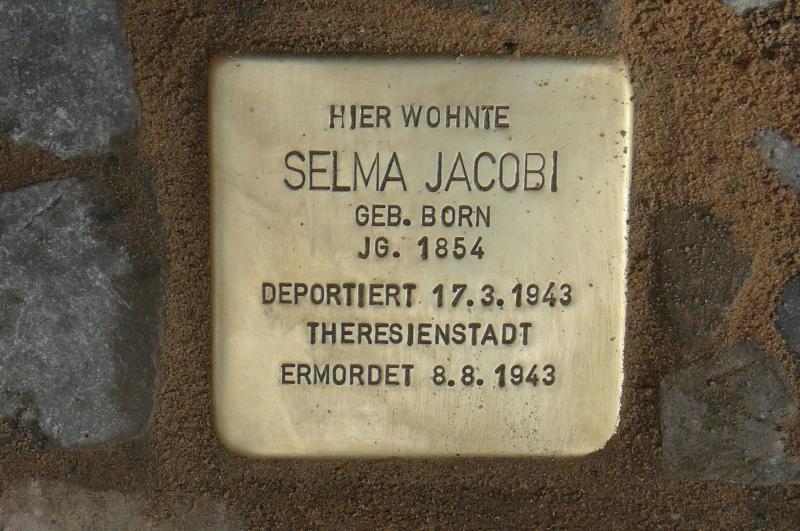 HIER WOHNTE
SELMA JACOBI
GEB. BORN
JG. 1854
DEPORTIERT 17.3.1943
THERESIENSTADT
ERMORDET 8.8.1943